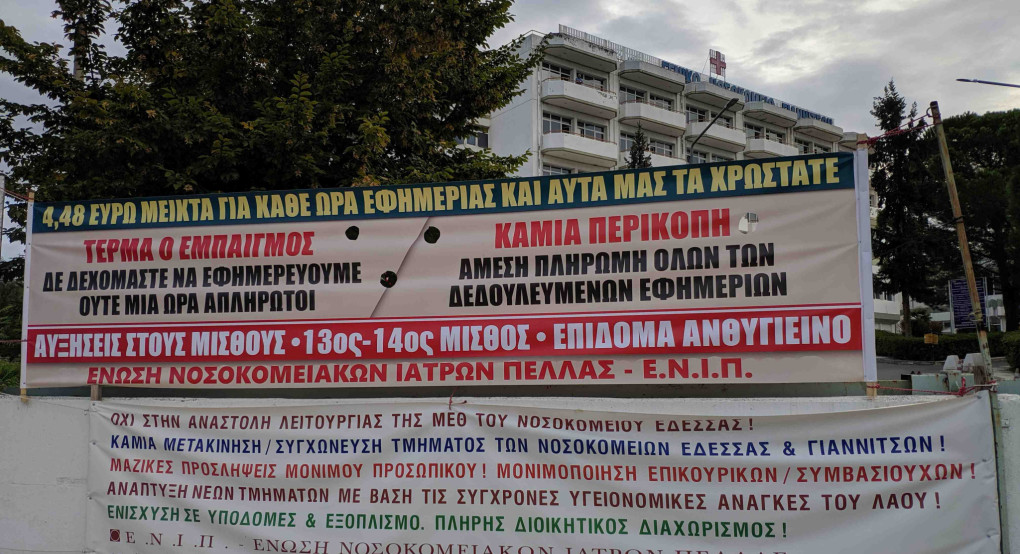 ΓΕΝΙΚΟ ΝΟΣΟΚΟΜΕΙΟ
4,48 ΕΥΡΩ ΜΕΙΚΤΑ ΓΙΑ ΚΑΘΕ ΩΡΑ ΕΦΗΜΕΡΙΑΣ ΚΑΙ ΑΥΤΑ ΜΑΣ ΤΑ ΧΡΩΣΤΑΤΕ
ΤΕΡΜΑ Ο ΕΜΠΑΙΓΜΟΣ
ΔΕ ΔΕΧΟΜΑΣΤΕ ΝΑ ΕΦΗΜΕΡΕΥΟΥΜΕ
ΟΥΤΕ ΜΙΑ ΩΡΑ ΑΠΛΗΡΩΤΟΙ
ΚΑΜΙΑ ΠΕΡΙΚΟΠΗ
ΑΜΕΣΗ ΠΛΗΡΩΜΗ ΟΛΩΝ ΤΩΝ
ΔΕΔΟΥΛΕΥΜΕΝΩΝ ΕΦΗΜΕΡΙΩΝ
ΑΥΞΗΣΕΙΣ ΣΤΟΥΣ ΜΙΣΘΟΥΣ • 13ος-14ος ΜΙΣΘΟΣ • ΕΠΙΔΟΜΑ ΑΝΘΥΓΙΕΙΝΟ
ΕΝΩΣΗ ΝΟΣΟΚΟΜΕΙΑΚΩΝ ΙΑΤΡΩΝ ΠΕΛΛΑΣ - Ε.Ν.Ι.Π.
ΟΧΙ ΣΤΗΝ ΑΝΑΣΤΟΛΗ ΛΕΙΤΟΥΡΓΙΑΣ ΤΗΣ ΜΕΘ ΤΟΥ ΝΟΣΟΚΟΜΕΙΟΥ ΕΔΕΣΣΑΣ !
ΚΑΜΙΑ ΜΕΤΑΚΙΝΗΣΗ / ΣΥΓΧΩΝΕΥΣΗ ΤΜΗΜΑΤΟΣ ΤΩΝ ΝΟΣΟΚΟΜΕΙΩΝ ΕΔΕΣΣΑΣ & ΓΙΑΝΝΙΤΣΩΝ !
ΜΑΖΙΚΕΣ ΠΡΟΣΛΗΨΕΙΣ ΜΟΝΙΜΟΥ ΠΡΟΣΩΠΙΚΟΥ ! ΜΟΝΙΜΟΠΟΙΗΣΗ ΕΠΙΚΟΥΡΙΚΩΝ / ΣΥΜΒΑΣΙΟΥΧΩΝ !
ΑΝΑΠΤΥΞΗ ΝΕΩΝ ΤΜΗΜΑΤΩΝ ΜΕ ΒΑΣΗ ΤΙΣ ΣΥΓΧΡΟΝΕΣ ΥΓΕΙΟΝΟΜΙΚΕΣ ΑΝΑΓΚΕΣ ΤΟΥ ΛΑΟΥ !
ΕΝΙΣΧΥΣΗ ΣΕ ΥΠΟΔΟΜΕΣ & ΕΞΟΠΛΙΣΜΟ. ΠΛΗΡΗΣ ΔΙΟΙΚΗΤΙΚΟΣ ΔΙΑΧΩΡΙΣΜΟΣ !
Ε.Ν.Ι.Π. - ΕΝΩΣΗ ΝΟΣΟΚΟΜΕΙΑΚΩΝ ΙΑΤΡΩΝ ΠΕΛΛΑΣ